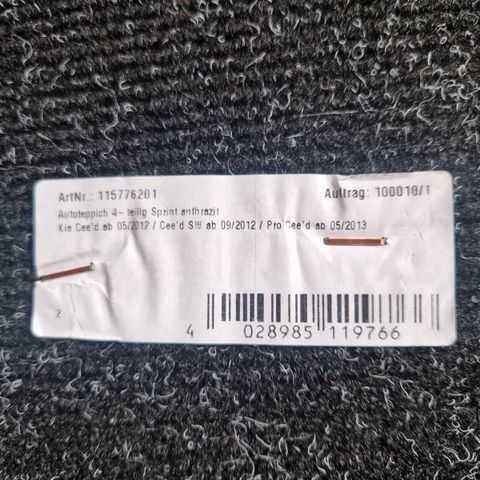 ArtNr.: 115776201 Auftrag: 100010/1
Autoteppich 4- teilig Sprint anthrazit
Kia Cee'd ab 05/2012 / Cee'd SW ab 09/2012 / Pro Cee'd ab 05/2013
2
4 028985 119766